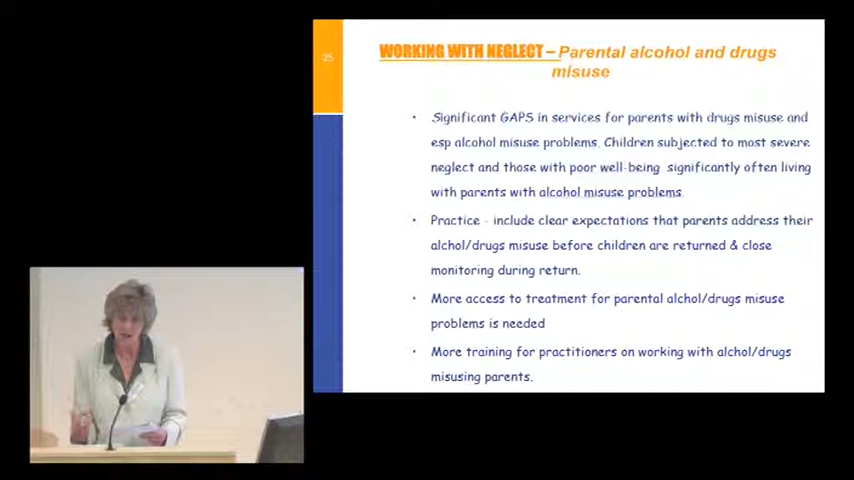 25
WORKING WITH NEGLECT – Parental alcohol and drugs
misuse
• Significant GAPS in services for parents with drugs misuse and
esp alcohol misuse problems. Children subjected to most severe
neglect and those with poor well-being significantly often living
with parents with alcohol misuse problems.
• Practice - include clear expectations that parents address their
alchol/drugs misuse before children are returned & close
monitoring during return.
• More access to treatment for parental alchol/drugs misuse
problems is needed
• More training for practitioners on working with alchol/drugs
misusing parents.